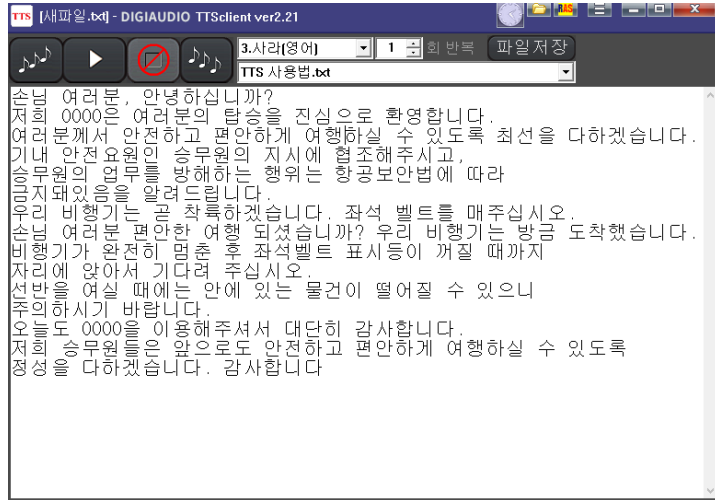 TTS [새파일.txt] - DIGIAUDIO TTSclient ver2.21
RAS
3.사라(영어) 1 회 반복 파일저장
TTS 사용법.txt
손님 여러분, 안녕하십니까?
저희 0000은 여러분의 탑승을 진심으로 환영합니다.
여러분께서 안전하고 편안하게 여행하실 수 있도록 최선을 다하겠습니다.
기내 안전요원인 승무원의 지시에 협조해주시고,
승무원의 업무를 방해하는 행위는 항공보안법에 따라
금지돼있음을 알려드립니다.
우리 비행기는 곧 착륙하겠습니다. 좌석 벨트를 매주십시오.
손님 여러분 편안한 여행 되셨습니까? 우리 비행기는 방금 도착했습니다.
비행기가 완전히 멈춘 후 좌석벨트 표시등이 꺼질 때까지
자리에 앉아서 기다려 주십시오.
선반을 여실 때에는 안에 있는 물건이 떨어질 수 있으니
주의하시기 바랍니다.
오늘도 0000을 이용해주셔서 대단히 감사합니다.
저희 승무원들은 앞으로도 안전하고 편안하게 여행하실 수 있도록
정성을 다하겠습니다. 감사합니다